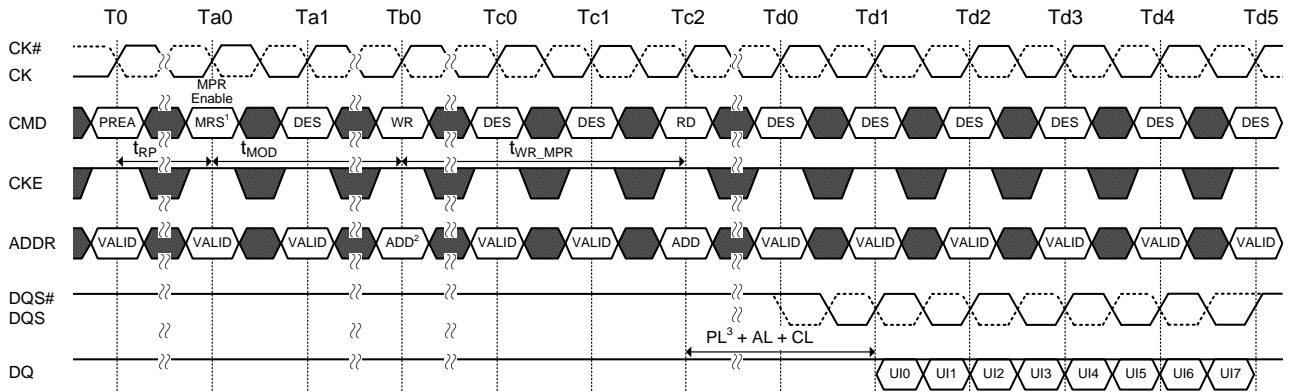 T0 Ta0 Ta1 Tb0 Tc0 Tc1 Tc2 Td0 Td1 Td2 Td3 Td4 Td5
CK#
CK
MPR
Enable
CMD PREA MRS¹ DES WR DES DES RD DES DES DES DES DES DES
tRP tMOD tWR_MPR
CKE
ADDR VALID VALID VALID ADD² VALID VALID ADD VALID VALID VALID VALID VALID VALID
DQS#
DQS
PL³ + AL + CL
DQ UI0 UI1 UI2 UI3 UI4 UI5 UI6 UI7